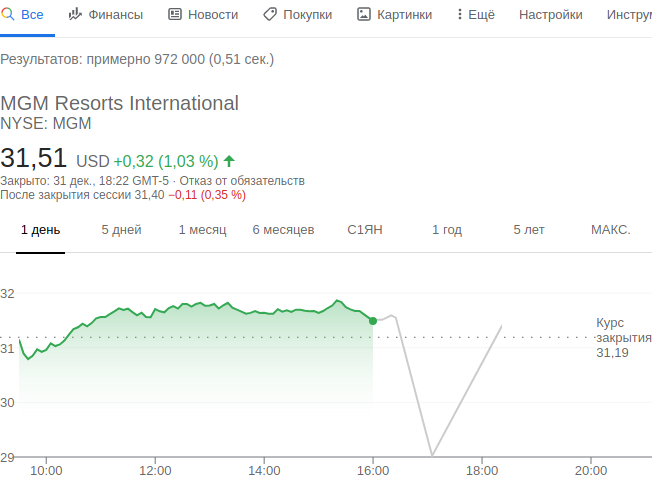 Все Финансы Новости Покупки Картинки Ещё Настройки Инструм
Результатов: примерно 972 000 (0,51 сек.)
MGM Resorts International
NYSE: MGM
31,51 USD +0,32 (1,03 %)
Закрыто: 31 дек., 18:22 GMT-5 · Отказ от обязательств
После закрытия сессии 31,40 −0,11 (0,35 %)
1 день 5 дней 1 месяц 6 месяцев С1ЯН 1 год 5 лет МАКС.
32
31
30
29
Курс
закрытия
31,19
10:00 12:00 14:00 16:00 18:00 20:00